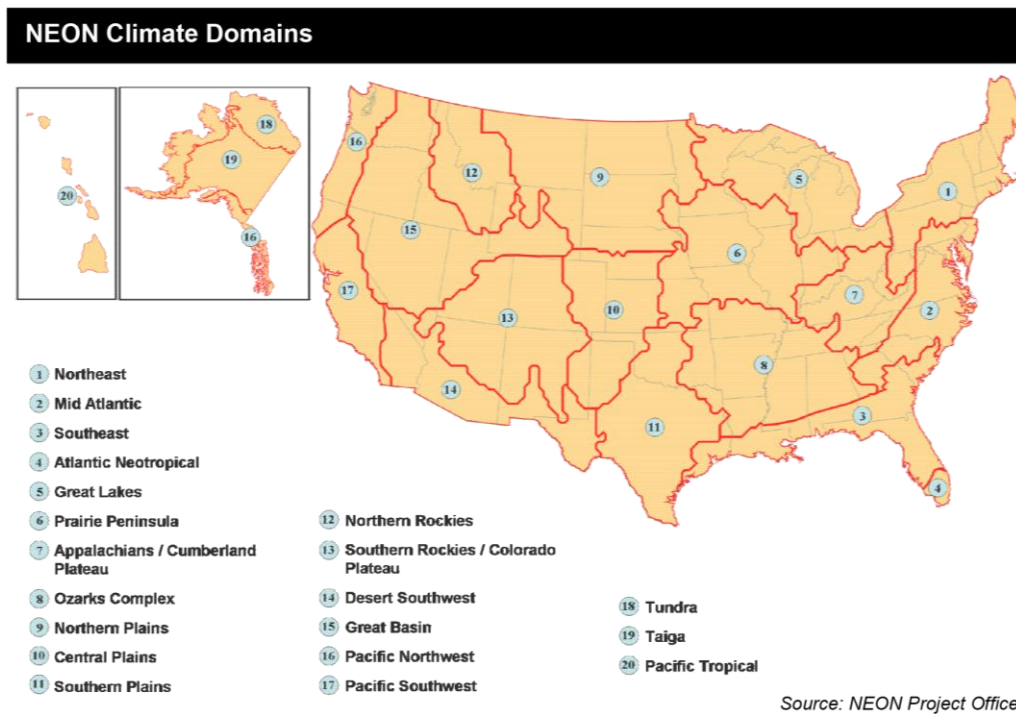 NEON Climate Domains
18
16
19
12
9
5
1
20
15
6
16
17
7
10
2
13
8
14
3
11
4
1 Northeast
2 Mid Atlantic
3 Southeast
4 Atlantic Neotropical
5 Great Lakes
6 Prairie Peninsula
7 Appalachians / Cumberland
Plateau
8 Ozarks Complex
9 Northern Plains
10 Central Plains
11 Southern Plains
12 Northern Rockies
13 Southern Rockies / Colorado
Plateau
14 Desert Southwest
15 Great Basin
16 Pacific Northwest
17 Pacific Southwest
18 Tundra
19 Taiga
20 Pacific Tropical
Source: NEON Project Office